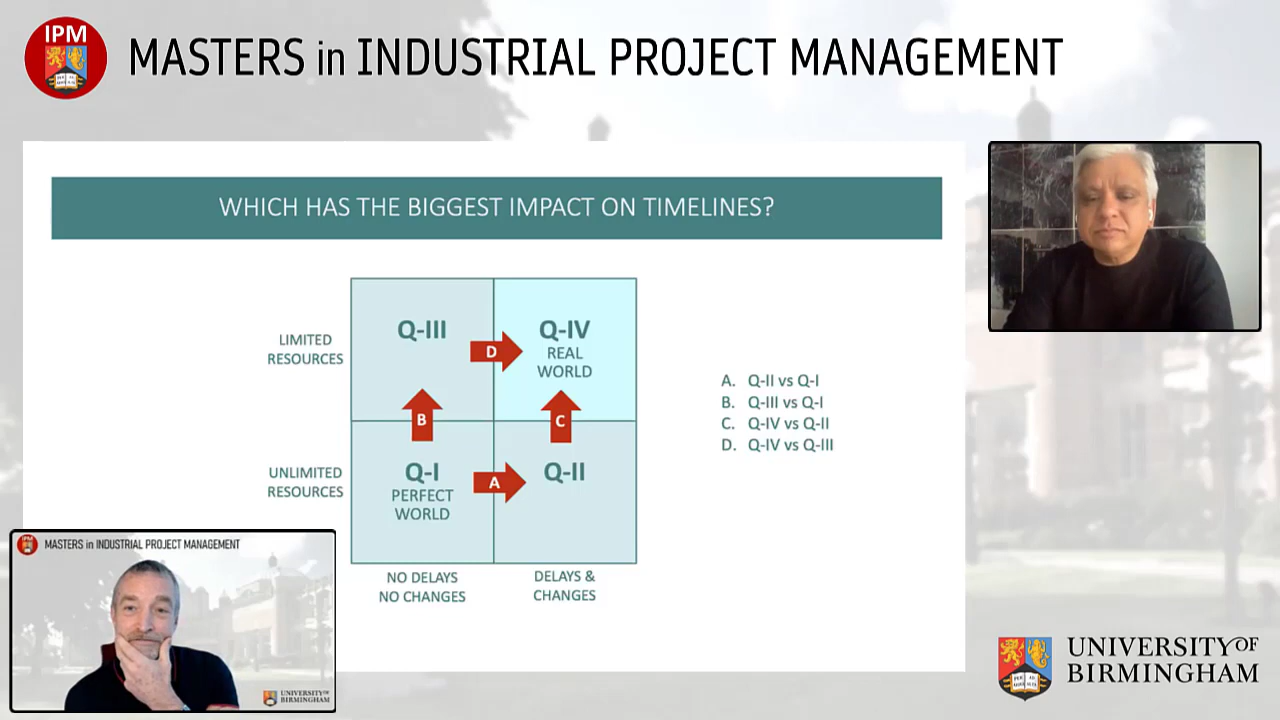 IPM
MASTERS in INDUSTRIAL PROJECT MANAGEMENT
WHICH HAS THE BIGGEST IMPACT ON TIMELINES?
LIMITED
RESOURCES
Q-III
D
Q-IV
REAL
WORLD
B
C
UNLIMITED
RESOURCES
Q-I
PERFECT
WORLD
A
Q-II
NO DELAYS
NO CHANGES
DELAYS &
CHANGES
A. Q-II vs Q-I
B. Q-III vs Q-I
C. Q-IV vs Q-II
D. Q-IV vs Q-III
MASTERS in INDUSTRIAL PROJECT MANAGEMENT
UNIVERSITY OF
BIRMINGHAM
UNIVERSITY OF
BIRMINGHAM